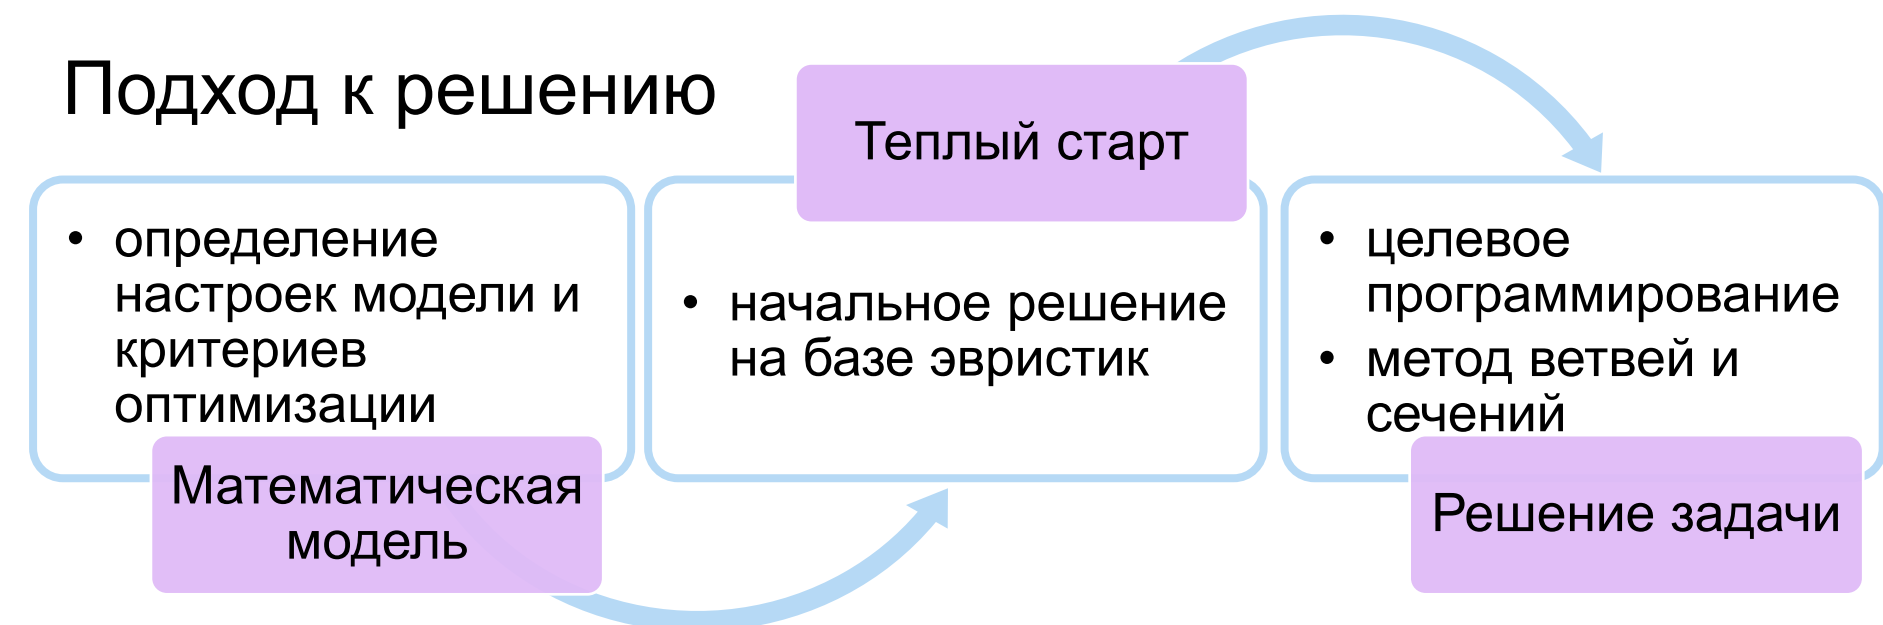 Подход к решению
• определение
настроек модели и
критериев
оптимизации
Математическая
модель
Теплый старт
• начальное решение
на базе эвристик
• целевое
программирование
• метод ветвей и
сечений
Решение задачи